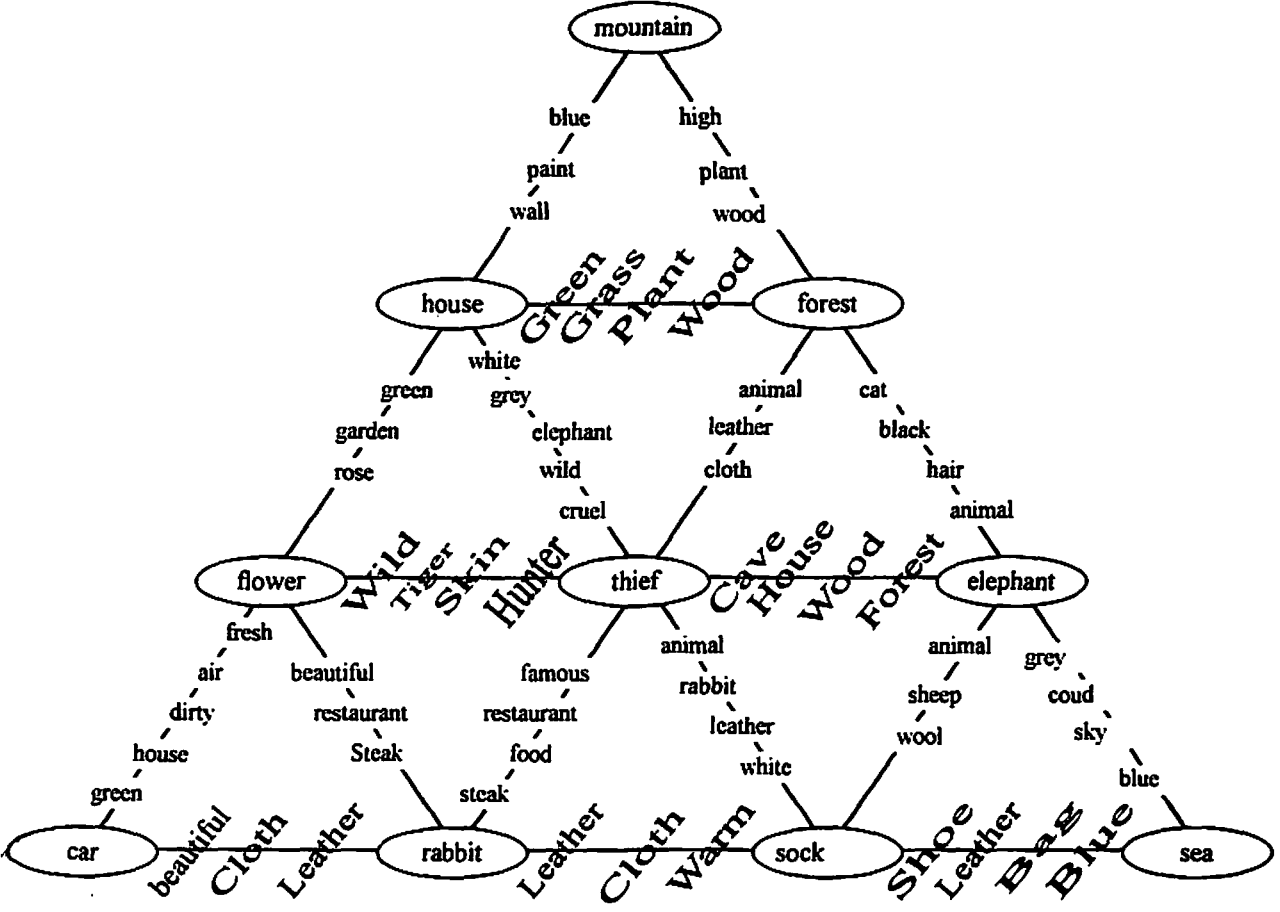 mountain
blue high
paint plant
wall wood
house Green Grass Plant Wood forest
white
green grey animal cat
garden elephant leather black
rose wild cloth hair
cruel animal
flower Wild Tiger Skin Hunter thief Cave House Wood Forest elephant
fresh animal animal grey
air beautiful famous rabbit sheep coud
dirty restaurant restaurant leather wool sky
house Steak food white blue
green steak
car beautiful Cloth Leather rabbit Leather Cloth Warm sock Shoe Leather Bag Blue sea